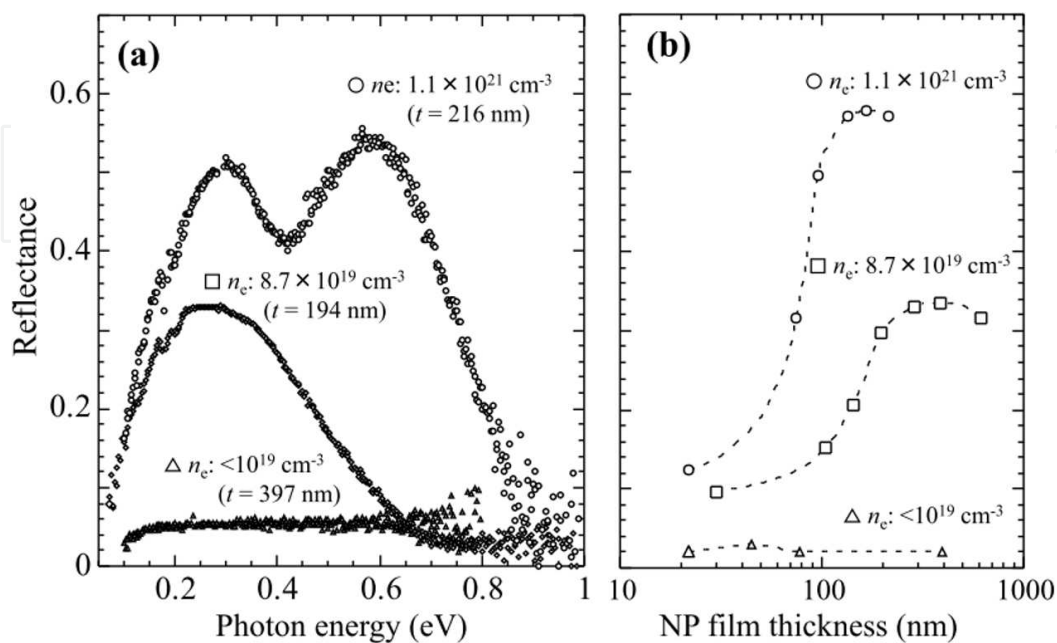 (a)
○ ne: 1.1 × 10²¹ cm⁻³
(t = 216 nm)
□ nₑ: 8.7 × 10¹⁹ cm⁻³
(t = 194 nm)
△ nₑ: <10¹⁹ cm⁻³
(t = 397 nm)
Reflectance
0.6
0.4
0.2
0
0.2
0.4
0.6
0.8
1
Photon energy (eV)
(b)
○ nₑ: 1.1 × 10²¹ cm⁻³
□ nₑ: 8.7 × 10¹⁹ cm⁻³
△ nₑ: <10¹⁹ cm⁻³
10
100
1000
NP film thickness (nm)